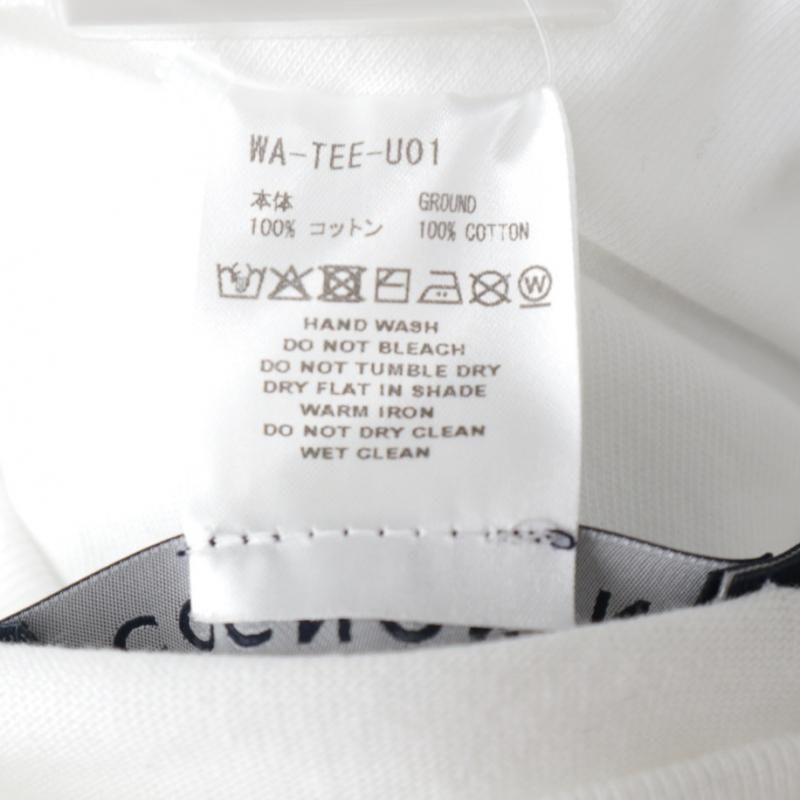 WA-TEE-U01
本体 GROUND
100% コットン 100% COTTON
W
HAND WASH
DO NOT BLEACH
DO NOT TUMBLE DRY
DRY FLAT IN SHADE
WARM IRON
DO NOT DRY CLEAN
WET CLEAN